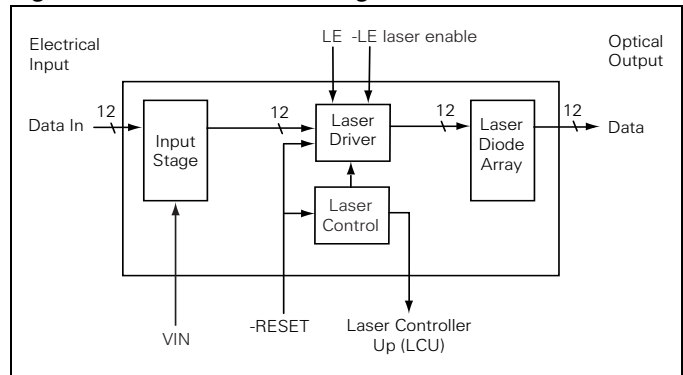 LE -LE laser enable
Electrical
Input
Optical
Output
12
12
12
12
Data In
Input
Stage
Laser
Driver
Laser
Diode
Array
Data
Laser
Control
-RESET
VIN
Laser Controller
Up (LCU)